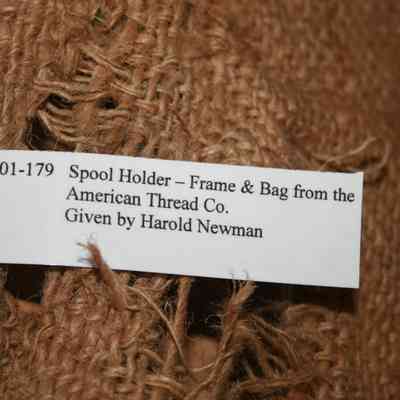 01-179 Spool Holder – Frame & Bag from the
American Thread Co.
Given by Harold Newman